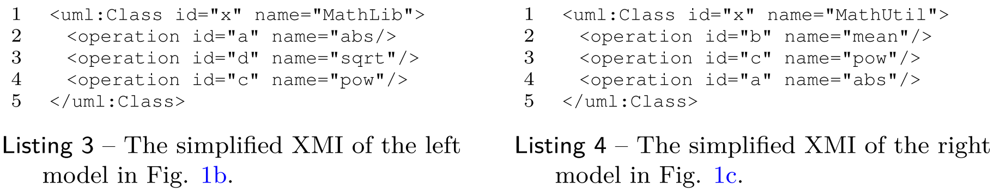 1 <uml:Class id="x" name="MathLib">
2 <operation id="a" name="abs/>
3 <operation id="d" name="sqrt"/>
4 <operation id="c" name="pow"/>
5 </uml:Class>
Listing 3 – The simplified XMI of the left
model in Fig. 1b.
1 <uml:Class id="x" name="MathUtil">
2 <operation id="b" name="mean"/>
3 <operation id="c" name="pow"/>
4 <operation id="a" name="abs"/>
5 </uml:Class>
Listing 4 – The simplified XMI of the right
model in Fig. 1c.